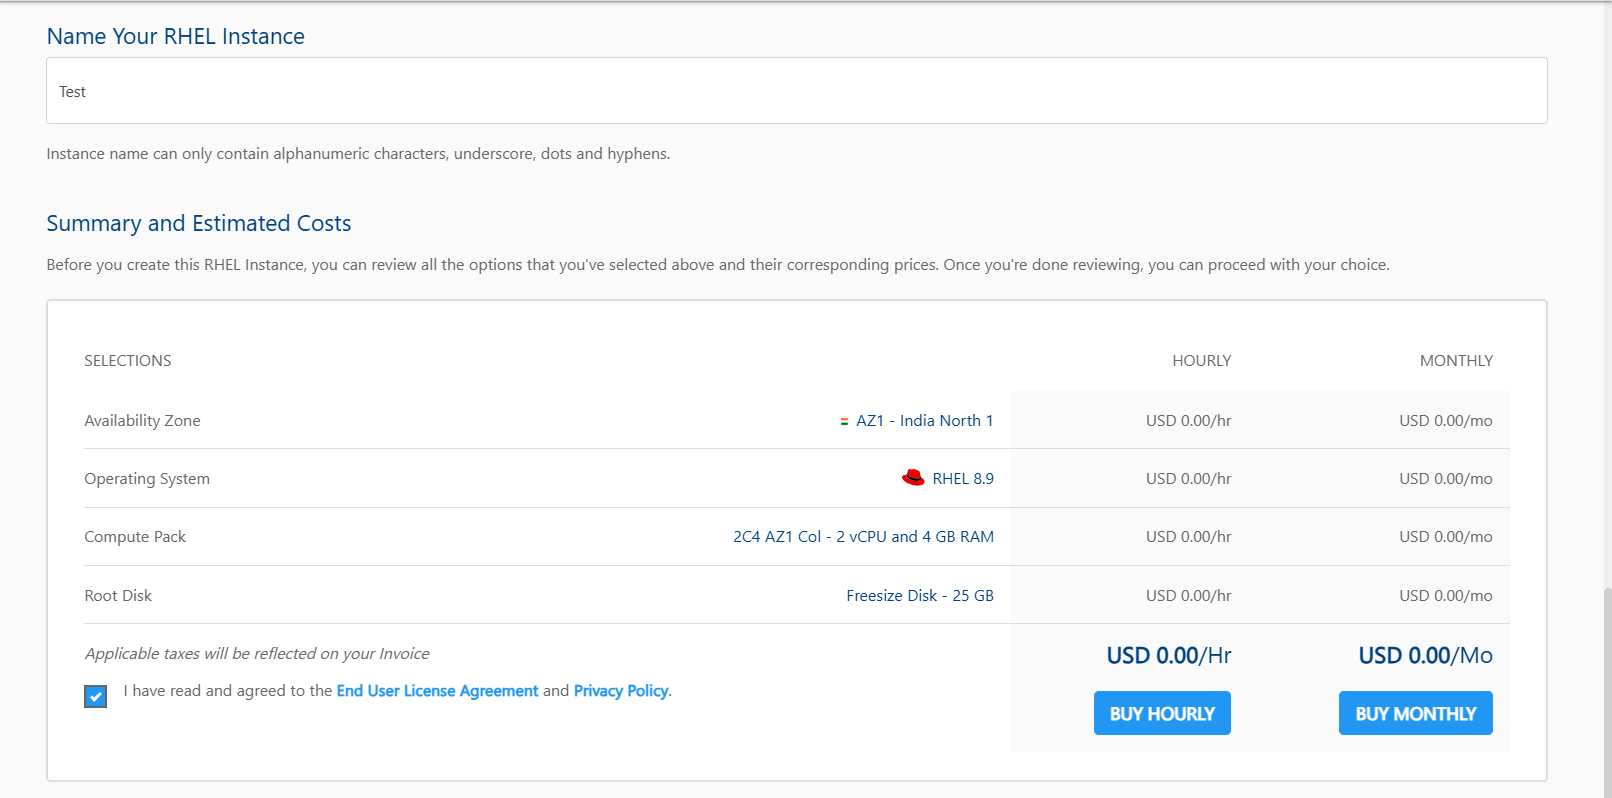 Name Your RHEL Instance
Test
Instance name can only contain alphanumeric characters, underscore, dots and hyphens.
Summary and Estimated Costs
Before you create this RHEL Instance, you can review all the options that you've selected above and their corresponding prices. Once you're done reviewing, you can proceed with your choice.
SELECTIONS HOURLY MONTHLY
Availability Zone AZ1 - India North 1 USD 0.00/hr USD 0.00/mo
Operating System RHEL 8.9 USD 0.00/hr USD 0.00/mo
Compute Pack 2C4 AZ1 Col - 2 vCPU and 4 GB RAM USD 0.00/hr USD 0.00/mo
Root Disk Freesize Disk - 25 GB USD 0.00/hr USD 0.00/mo
Applicable taxes will be reflected on your Invoice USD 0.00/Hr USD 0.00/Mo
I have read and agreed to the End User License Agreement and Privacy Policy.
BUY HOURLY BUY MONTHLY